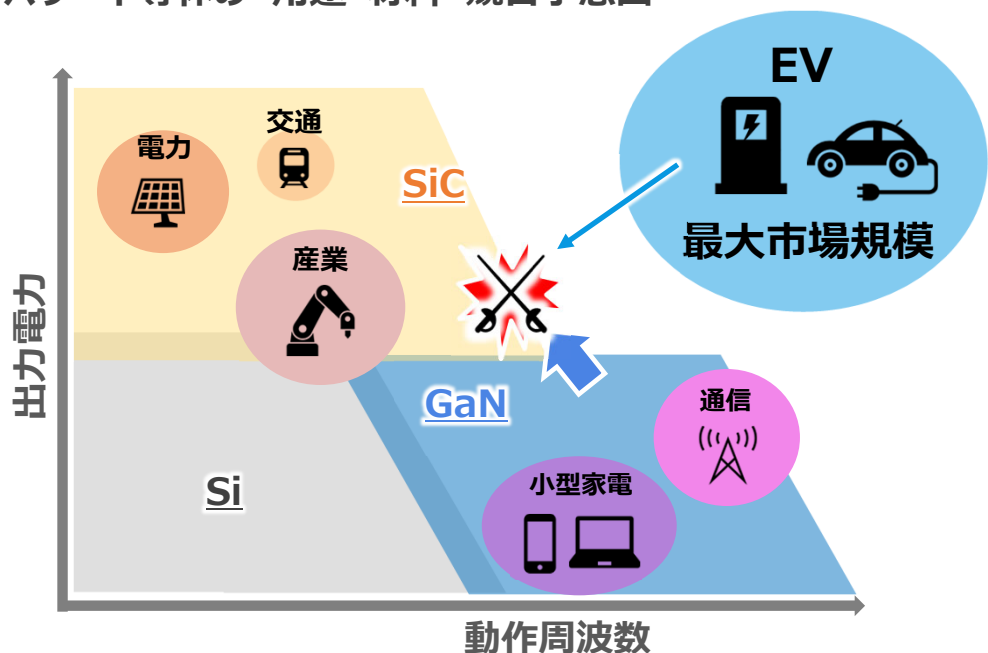 EV
最大市場規模
交通
電力
SiC
産業
GaN
通信
Si
小型家電
出力電力
動作周波数